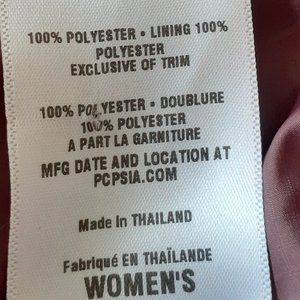 100% POLYESTER • LINING 100%
POLYESTER
EXCLUSIVE OF TRIM
100% POLYESTER • DOUBLURE
100% POLYESTER
A PART LA GARNITURE
MFG DATE AND LOCATION AT
PCPSIA.COM
Made In THAILAND
Fabriqué EN THAÏLANDE
WOMEN'S